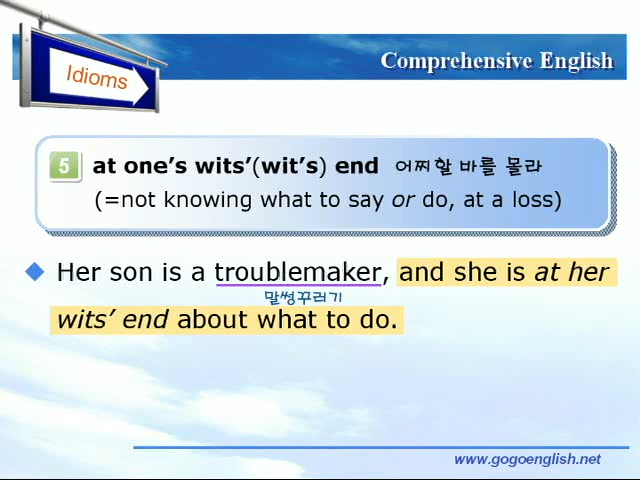 Idioms
Comprehensive English
5 at one's wits'(wit's) end 어찌할 바를 몰라
(=not knowing what to say or do, at a loss)
Her son is a troublemaker, and she is at her
말썽꾸러기
wits' end about what to do.
www.gogoenglish.net